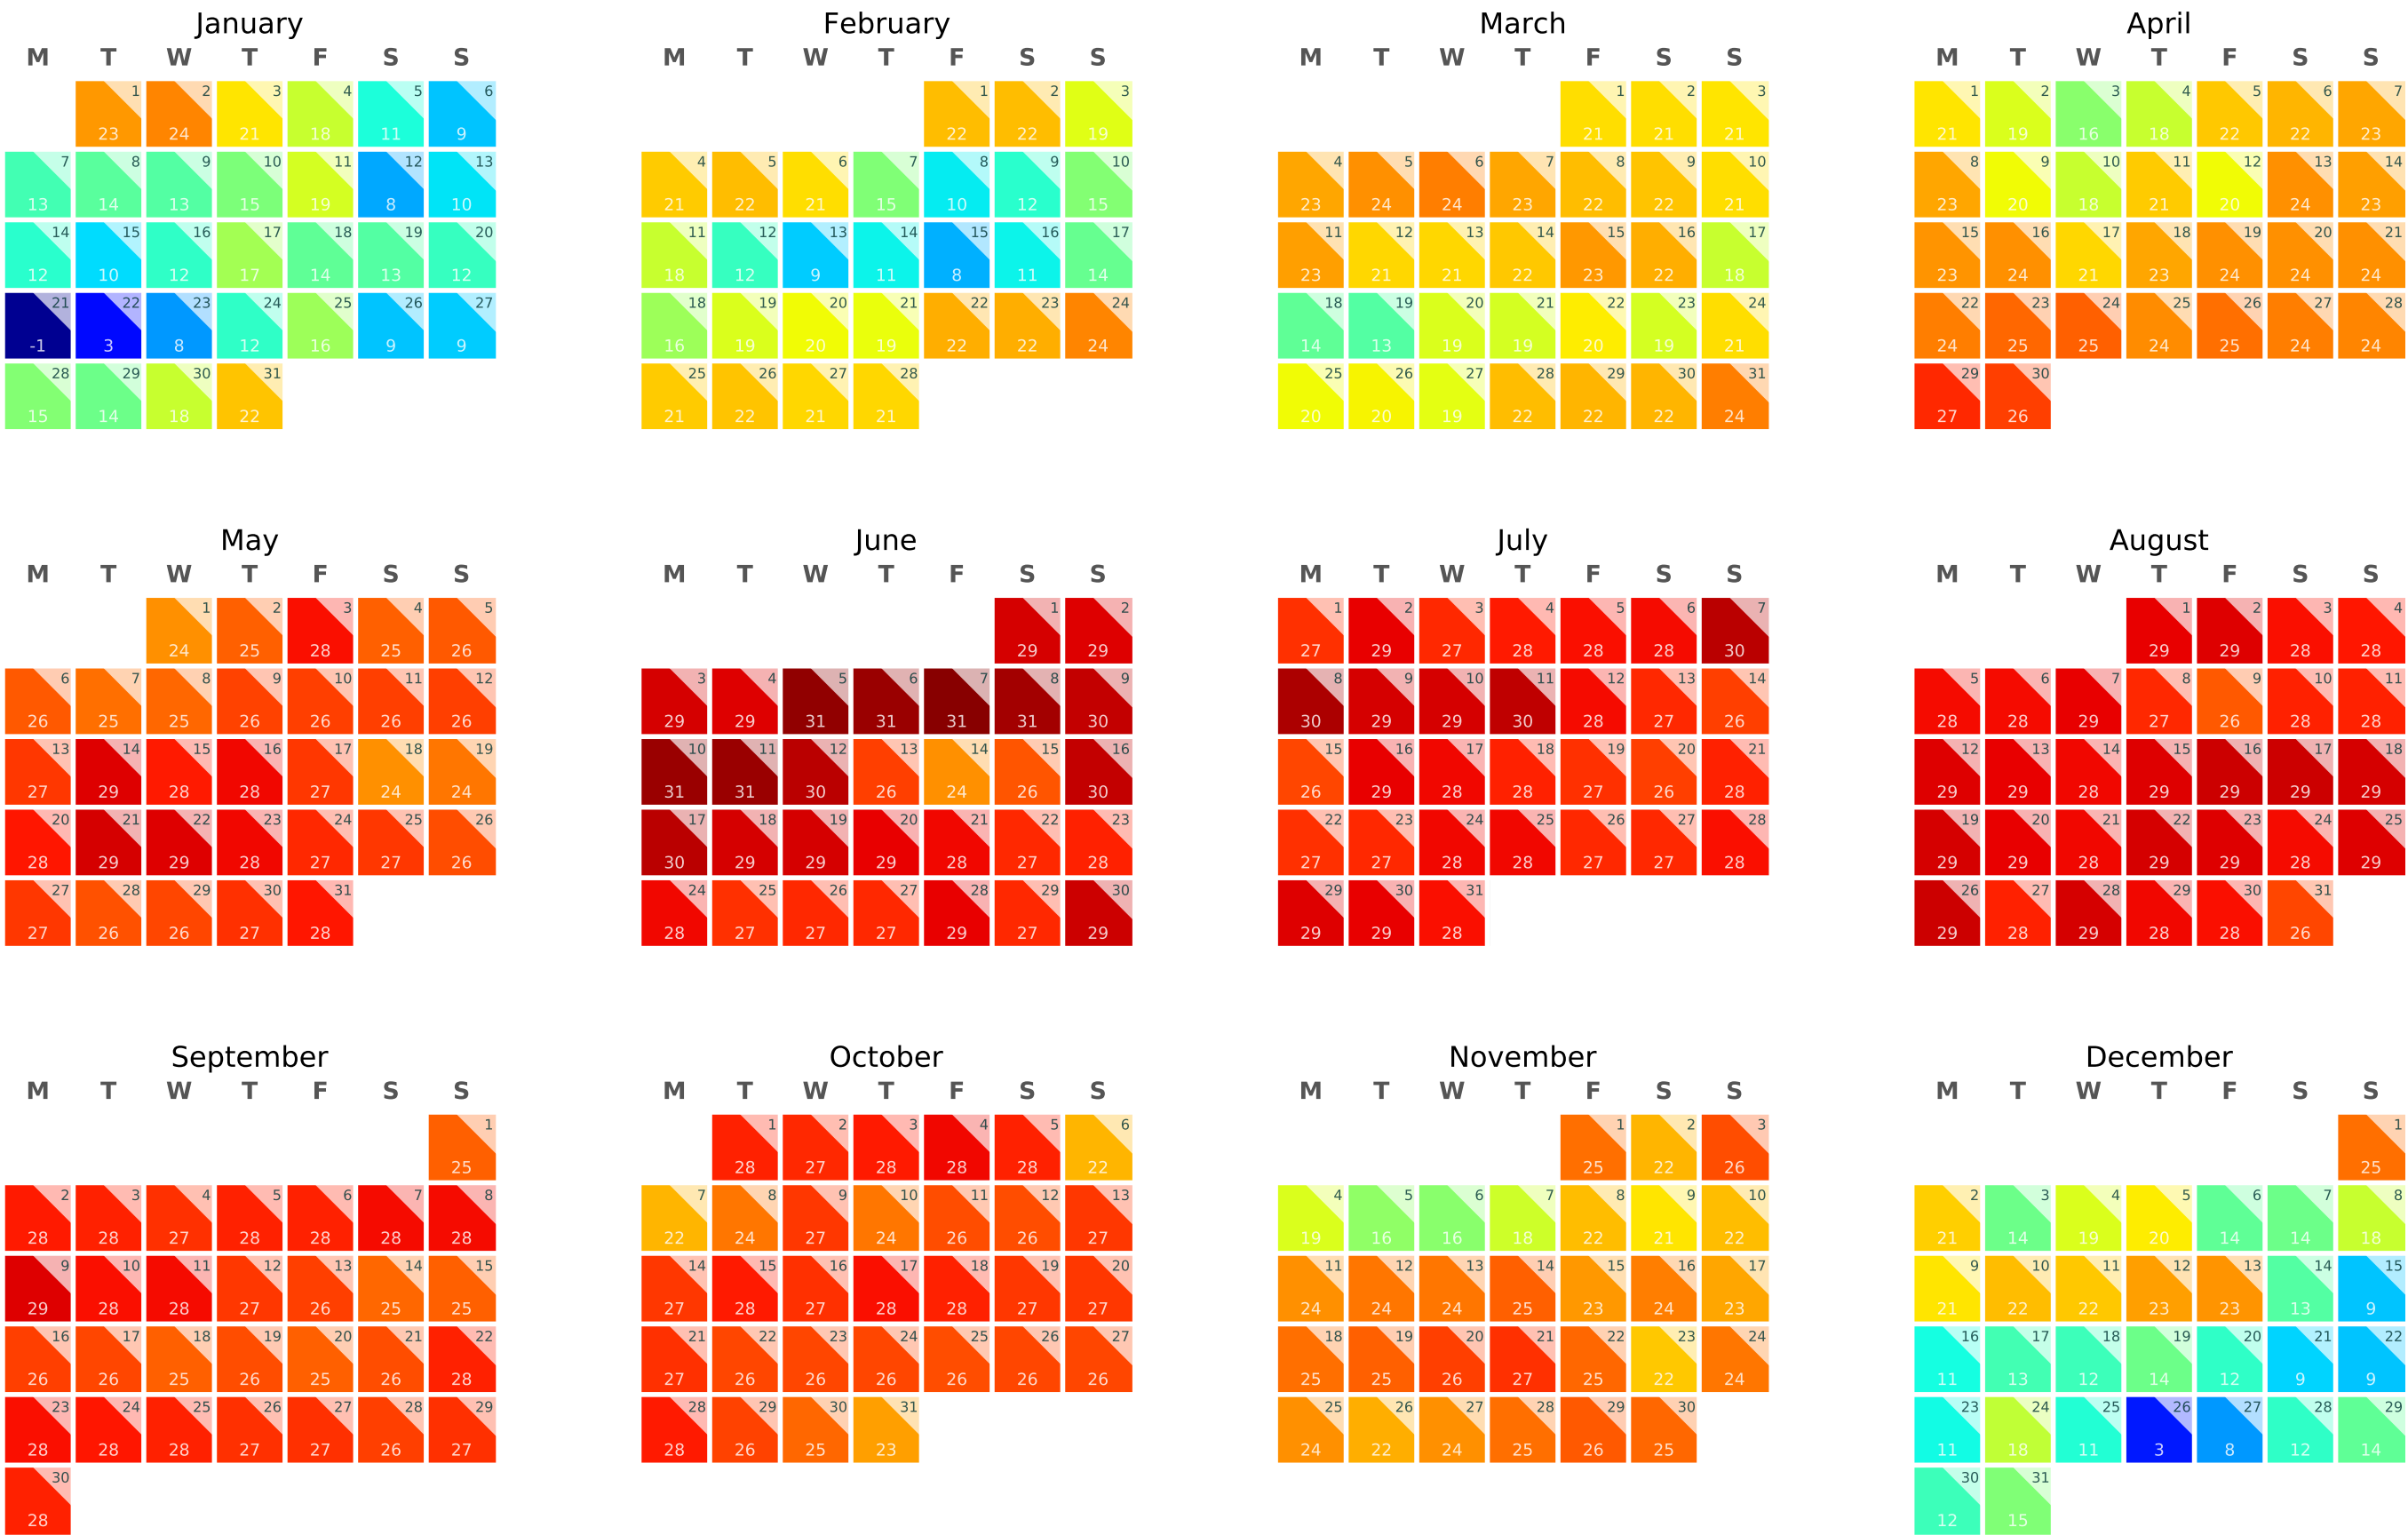 January February March April
M T W T F S S M T W T F S S M T W T F S S M T W T F S S
1 2 3 4 5 6 1 2 3 1 2 3 1 2 3 4 5 6 7
23 24 21 18 11 9 22 22 19 21 21 21 21 19 16 18 22 22 23
7 8 9 10 11 12 13 4 5 6 7 8 9 10 4 5 6 7 8 9 10 8 9 10 11 12 13 14
13 14 13 15 19 8 10 21 22 21 15 10 12 15 23 24 24 23 22 22 21 23 20 18 21 20 24 23
14 15 16 17 18 19 20 11 12 13 14 15 16 17 11 12 13 14 15 16 17 15 16 17 18 19 20 21
12 10 12 17 14 13 12 18 12 9 11 8 11 14 23 21 21 22 23 22 18 23 24 21 23 24 24 24
21 22 23 24 25 26 27 18 19 20 21 22 23 24 18 19 20 21 22 23 24 22 23 24 25 26 27 28
-1 3 8 12 16 9 9 16 19 20 19 22 22 24 14 13 19 19 20 19 21 24 25 25 24 25 24 24
28 29 30 31 25 26 27 28 25 26 27 28 29 30 31 29 30
15 14 18 22 21 22 21 21 20 20 19 22 22 22 24 27 26
May June July August
M T W T F S S M T W T F S S M T W T F S S M T W T F S S
1 2 3 4 5 1 2 1 2 3 4 5 6 7 1 2 3 4
24 25 28 25 26 29 29 27 29 27 28 28 28 30 29 29 28 28
6 7 8 9 10 11 12 3 4 5 6 7 8 9 8 9 10 11 12 13 14 5 6 7 8 9 10 11
26 25 25 26 26 26 26 29 29 31 31 31 31 30 30 29 29 30 28 27 26 28 28 29 27 26 28 28
13 14 15 16 17 18 19 10 11 12 13 14 15 16 15 16 17 18 19 20 21 12 13 14 15 16 17 18
27 29 28 28 27 24 24 31 31 30 26 24 26 30 26 29 28 28 27 26 28 29 29 28 29 29 29 29
20 21 22 23 24 25 26 17 18 19 20 21 22 23 22 23 24 25 26 27 28 19 20 21 22 23 24 25
28 29 29 28 27 27 26 30 29 29 29 28 27 28 27 27 28 28 27 27 28 29 29 28 29 29 28 29
27 28 29 30 31 24 25 26 27 28 29 30 29 30 31 26 27 28 29 30 31
27 26 26 27 28 28 27 27 27 29 27 29 29 29 28 29 28 29 28 28 26
September October November December
M T W T F S S M T W T F S S M T W T F S S M T W T F S S
1 1 2 3 4 5 6 1 2 3 1
25 28 27 28 28 28 22 25 22 26 25
2 3 4 5 6 7 8 7 8 9 10 11 12 13 4 5 6 7 8 9 10 2 3 4 5 6 7 8
28 28 27 28 28 28 28 22 24 27 24 26 26 27 19 16 16 18 22 21 22 21 14 19 20 14 14 18
9 10 11 12 13 14 15 14 15 16 17 18 19 20 11 12 13 14 15 16 17 9 10 11 12 13 14 15
29 28 28 27 26 25 25 27 28 27 28 28 27 27 24 24 24 25 23 24 23 21 22 22 23 23 13 9
16 17 18 19 20 21 22 21 22 23 24 25 26 27 18 19 20 21 22 23 24 16 17 18 19 20 21 22
26 26 25 26 25 26 28 27 26 26 26 26 26 26 25 25 26 27 25 22 24 11 13 12 14 12 9 9
23 24 25 26 27 28 29 28 29 30 31 25 26 27 28 29 30 23 24 25 26 27 28 29
28 28 28 27 27 26 27 28 26 25 23 24 22 24 25 26 25 11 18 11 3 8 12 14
30 30 31
28 12 15